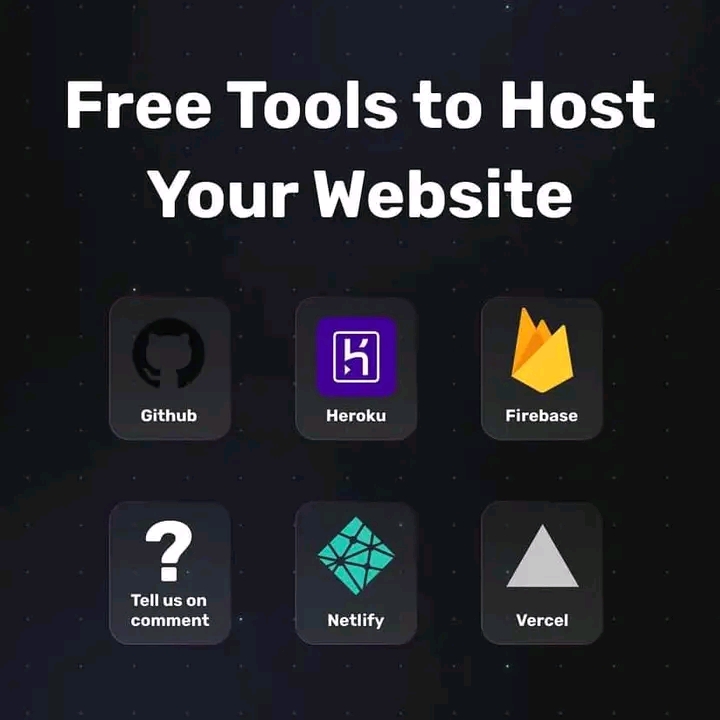 Free Tools to Host
Your Website
Github
Heroku
Firebase
?
Tell us on
comment
Netlify
Vercel